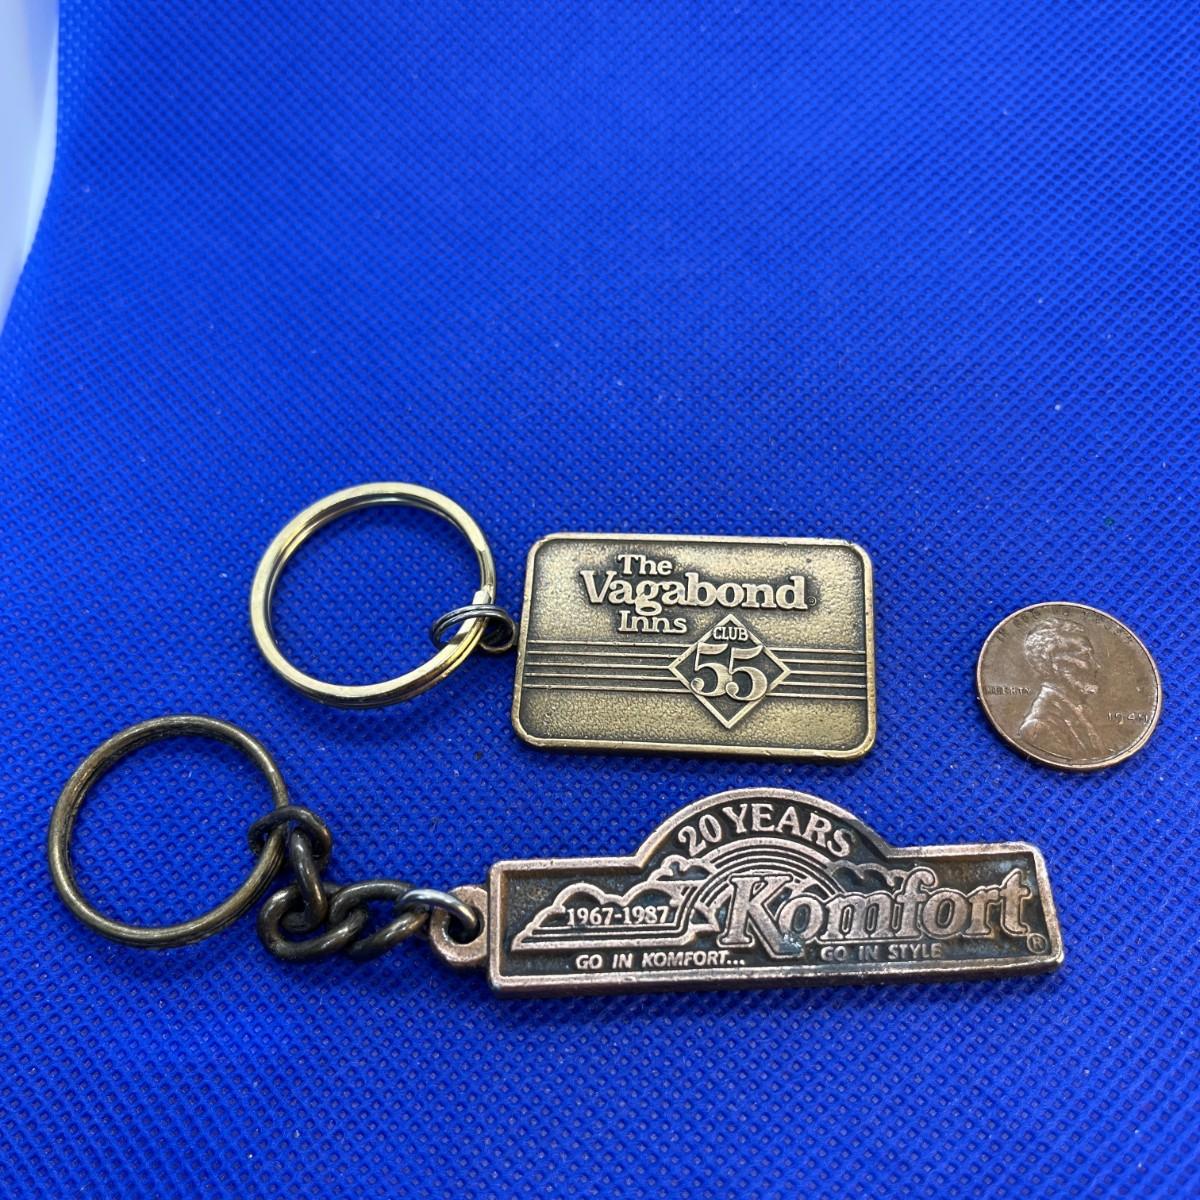 The
Vagabond
Inns
CLUB
55
LIBERTY
20 YEARS
1967-1987
Komfort®
GO IN KOMFORT... GO IN STYLE